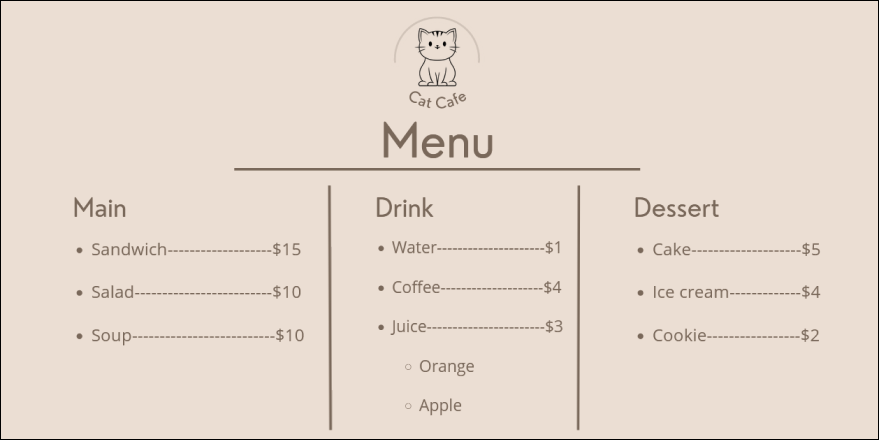 Cat Cafe
Menu
Main
• Sandwich-------------------$15
• Salad-------------------------$10
• Soup--------------------------$10
Drink
• Water--------------------$1
• Coffee-------------------$4
• Juice-------------------------$3
○ Orange
○ Apple
Dessert
• Cake--------------------$5
• Ice cream-------------$4
• Cookie-----------------$2